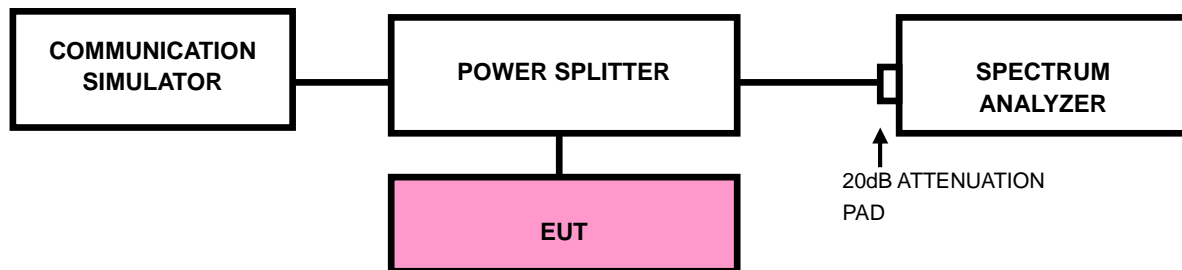 COMMUNICATION
SIMULATOR
POWER SPLITTER
SPECTRUM
ANALYZER
20dB ATTENUATION
PAD
EUT